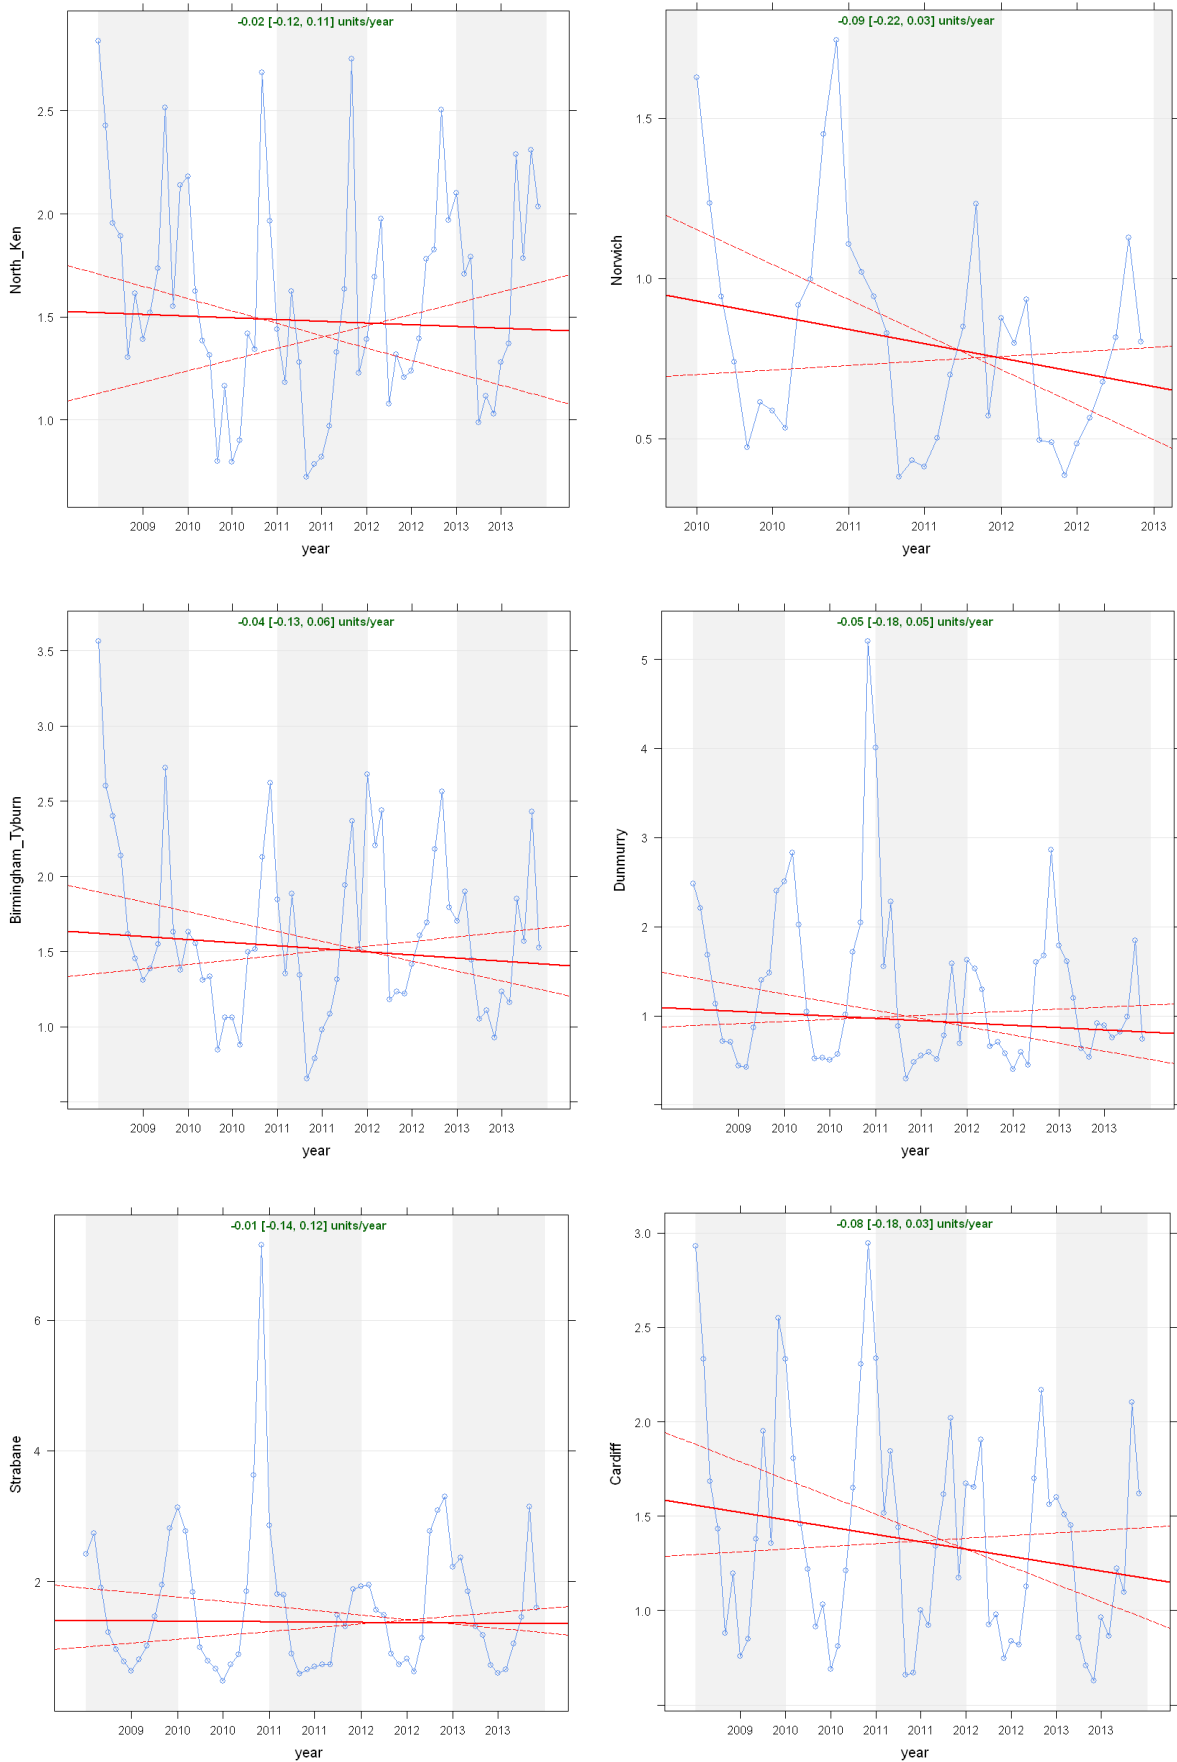 -0.02 [-0.12, 0.11] units/year
North_Ken
2.5
2.0
1.5
1.0
2009 2010 2010 2011 2011 2012 2012 2013 2013
year
-0.09 [-0.22, 0.03] units/year
Norwich
1.5
1.0
0.5
2010 2010 2011 2011 2012 2012 2013
year
-0.04 [-0.13, 0.06] units/year
Birmingham_Tyburn
3.5
3.0
2.5
2.0
1.5
1.0
2009 2010 2010 2011 2011 2012 2012 2013 2013
year
-0.05 [-0.18, 0.05] units/year
Dunmurry
5
4
3
2
1
2009 2010 2010 2011 2011 2012 2012 2013 2013
year
-0.01 [-0.14, 0.12] units/year
Strabane
6
4
2
2009 2010 2010 2011 2011 2012 2012 2013 2013
year
-0.08 [-0.18, 0.03] units/year
Cardiff
3.0
2.5
2.0
1.5
1.0
2009 2010 2010 2011 2011 2012 2012 2013 2013
year